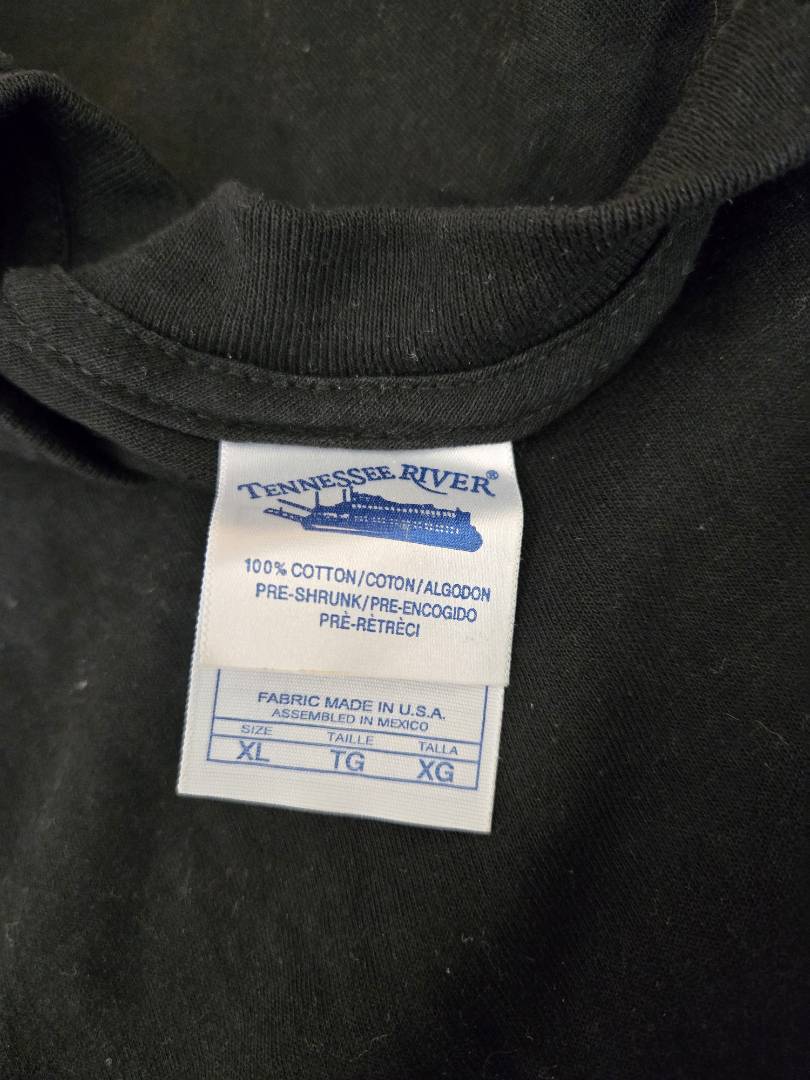 TENNESSEE RIVER®
100% COTTON/COTON/ALGODON
PRE-SHRUNK/PRE-ENCOGIDO
PRÈ-RÈTRÈCI
FABRIC MADE IN U.S.A.
ASSEMBLED IN MEXICO
SIZE TAILLE TALLA
XL TG XG